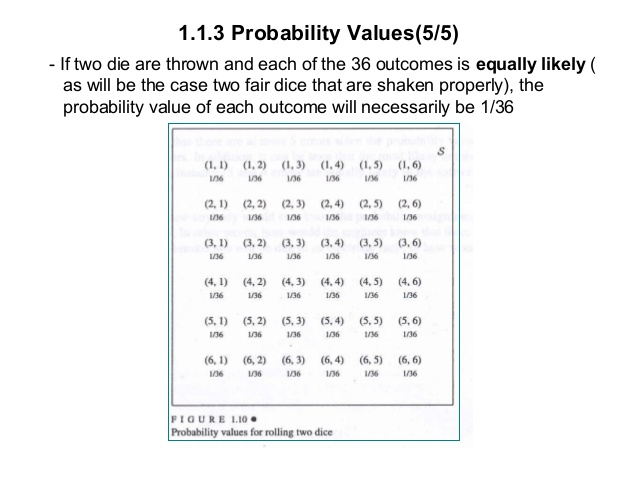 1.1.3 Probability Values(5/5)
- If two die are thrown and each of the 36 outcomes is equally likely (
as will be the case two fair dice that are shaken properly), the
probability value of each outcome will necessarily be 1/36
S
(1, 1) (1, 2) (1, 3) (1, 4) (1, 5) (1, 6)
1/36 1/36 1/36 1/36 1/36 1/36
(2, 1) (2, 2) (2, 3) (2, 4) (2, 5) (2, 6)
1/36 1/36 1/36 1/36 1/36 1/36
(3, 1) (3, 2) (3, 3) (3, 4) (3, 5) (3, 6)
1/36 1/36 1/36 1/36 1/36 1/36
(4, 1) (4, 2) (4, 3) (4, 4) (4, 5) (4, 6)
1/36 1/36 1/36 1/36 1/36 1/36
(5, 1) (5, 2) (5, 3) (5, 4) (5, 5) (5, 6)
1/36 1/36 1/36 1/36 1/36 1/36
(6, 1) (6, 2) (6, 3) (6, 4) (6, 5) (6, 6)
1/36 1/36 1/36 1/36 1/36 1/36
FIGURE 1.10 •
Probability values for rolling two dice